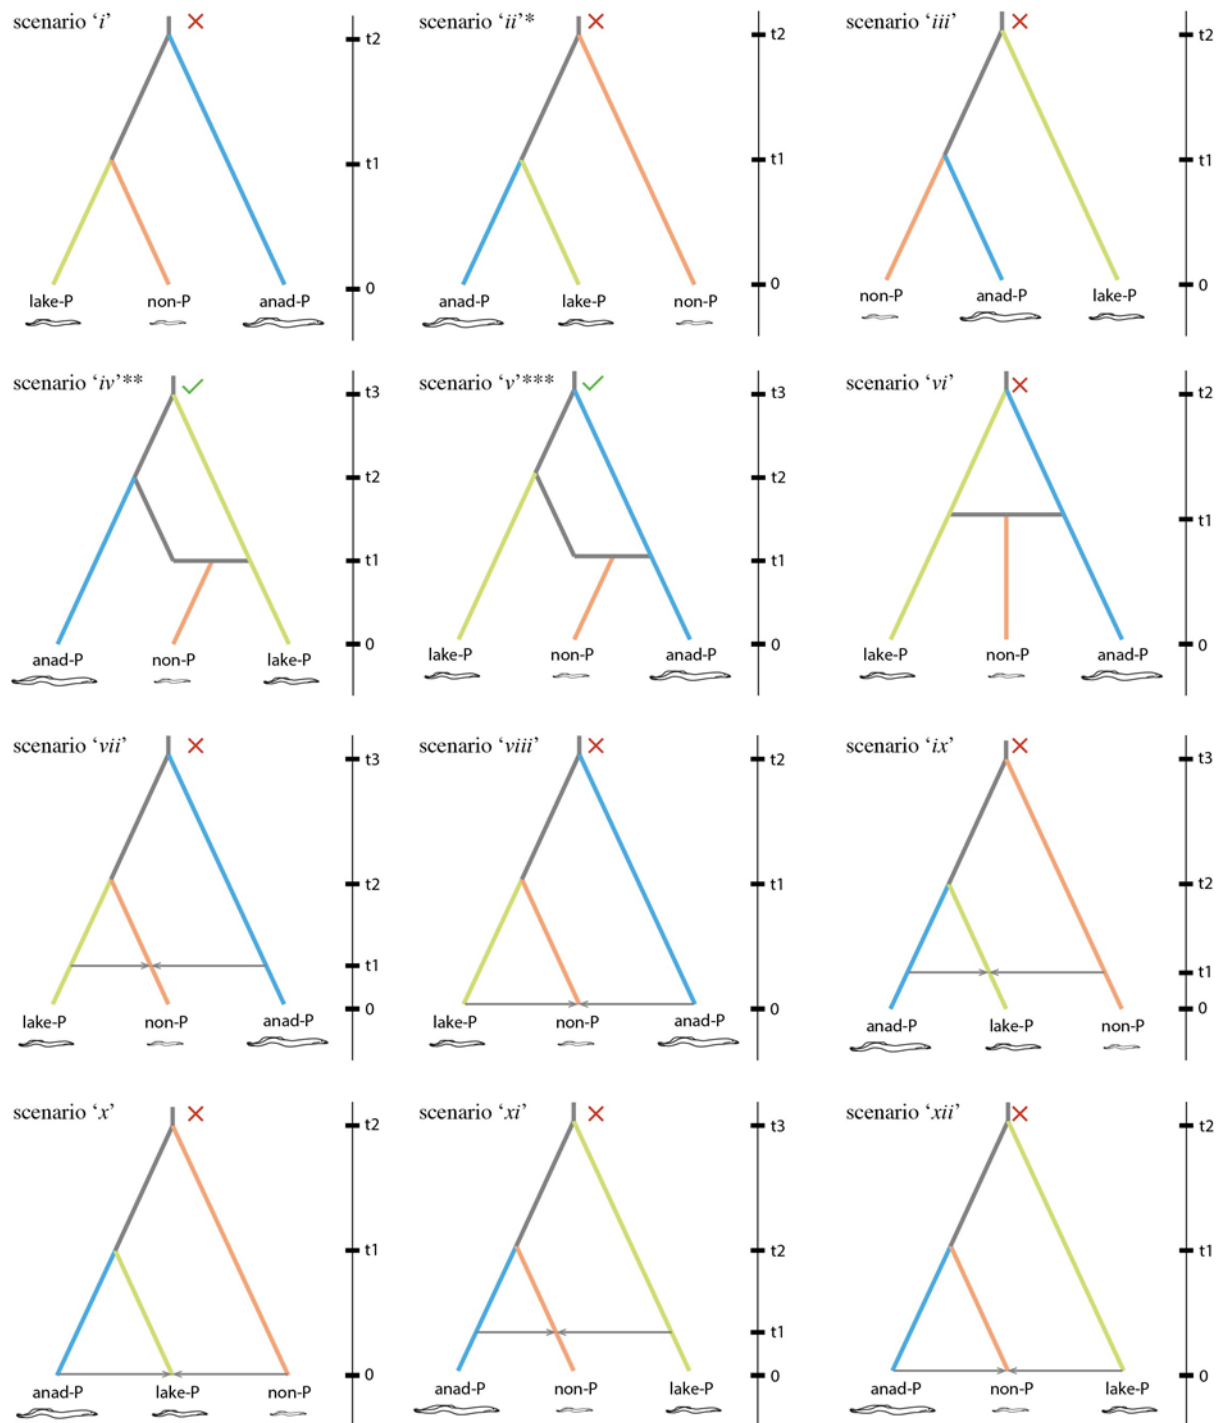 scenario ‘i’
t2
t1
0
lake-P non-P anad-P
scenario ‘ii’*
t2
t1
0
anad-P lake-P non-P
scenario ‘iii’
t2
t1
0
non-P anad-P lake-P
scenario ‘iv’**
t3
t2
t1
0
anad-P non-P lake-P
scenario ‘v’***
t3
t2
t1
0
lake-P non-P anad-P
scenario ‘vi’
t2
t1
0
lake-P non-P anad-P
scenario ‘vii’
t3
t2
t1
0
lake-P non-P anad-P
scenario ‘viii’
t2
t1
0
lake-P non-P anad-P
scenario ‘ix’
t3
t2
t1
0
anad-P lake-P non-P
scenario ‘x’
t2
t1
0
anad-P lake-P non-P
scenario ‘xi’
t3
t2
t1
0
anad-P non-P lake-P
scenario ‘xii’
t2
t1
0
anad-P non-P lake-P